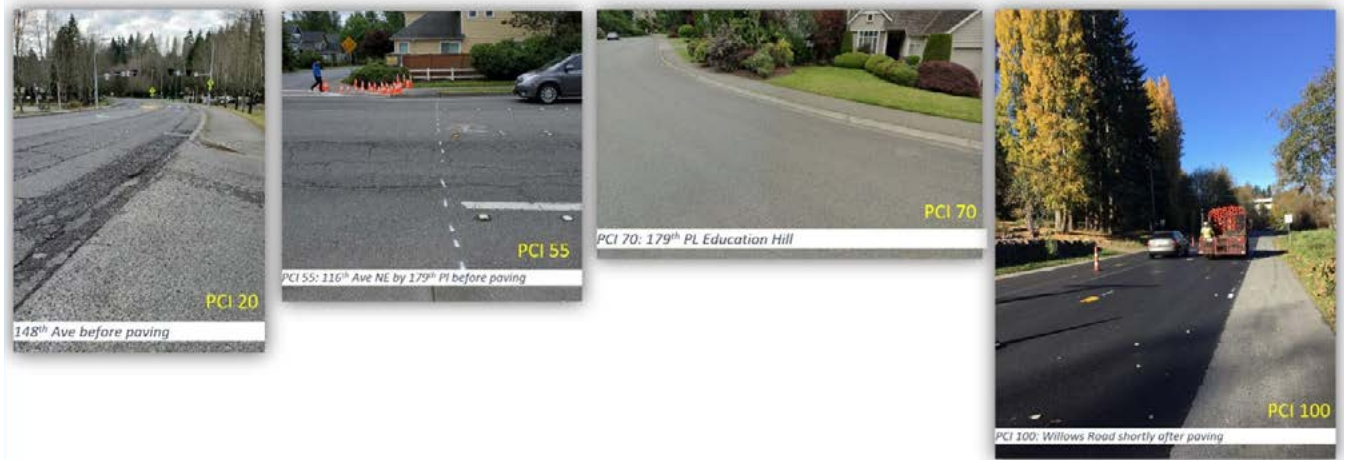 PCI 20
148th Ave before paving
PCI 55
PCI 55: 116th Ave NE by 179th Pl before paving
PCI 70
PCI 70: 179th PL Education Hill
PCI 100
PCI 100: Willows Road shortly after paving